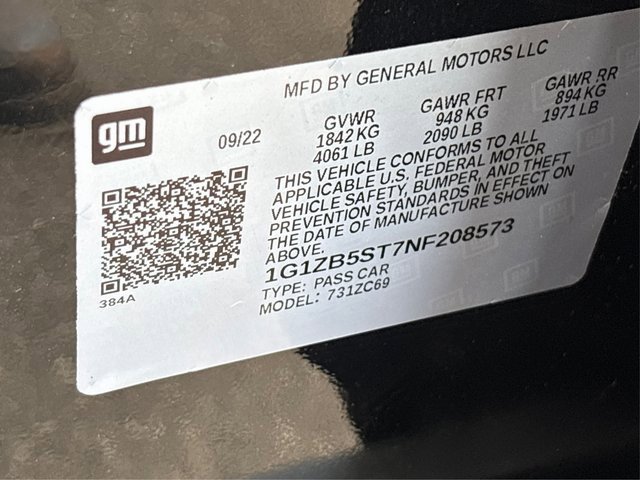 MFD BY GENERAL MOTORS LLC
gm
09/22
GVWR
1842 KG
4061 LB
GAWR FRT
948 KG
2090 LB
GAWR RR
894 KG
1971 LB
THIS VEHICLE CONFORMS TO ALL
APPLICABLE U.S. FEDERAL MOTOR
VEHICLE SAFETY, BUMPER, AND THEFT
PREVENTION STANDARDS IN EFFECT ON
THE DATE OF MANUFACTURE SHOWN
ABOVE.
1G1ZB5ST7NF208573
TYPE: PASS CAR
MODEL: 731ZC69
384A